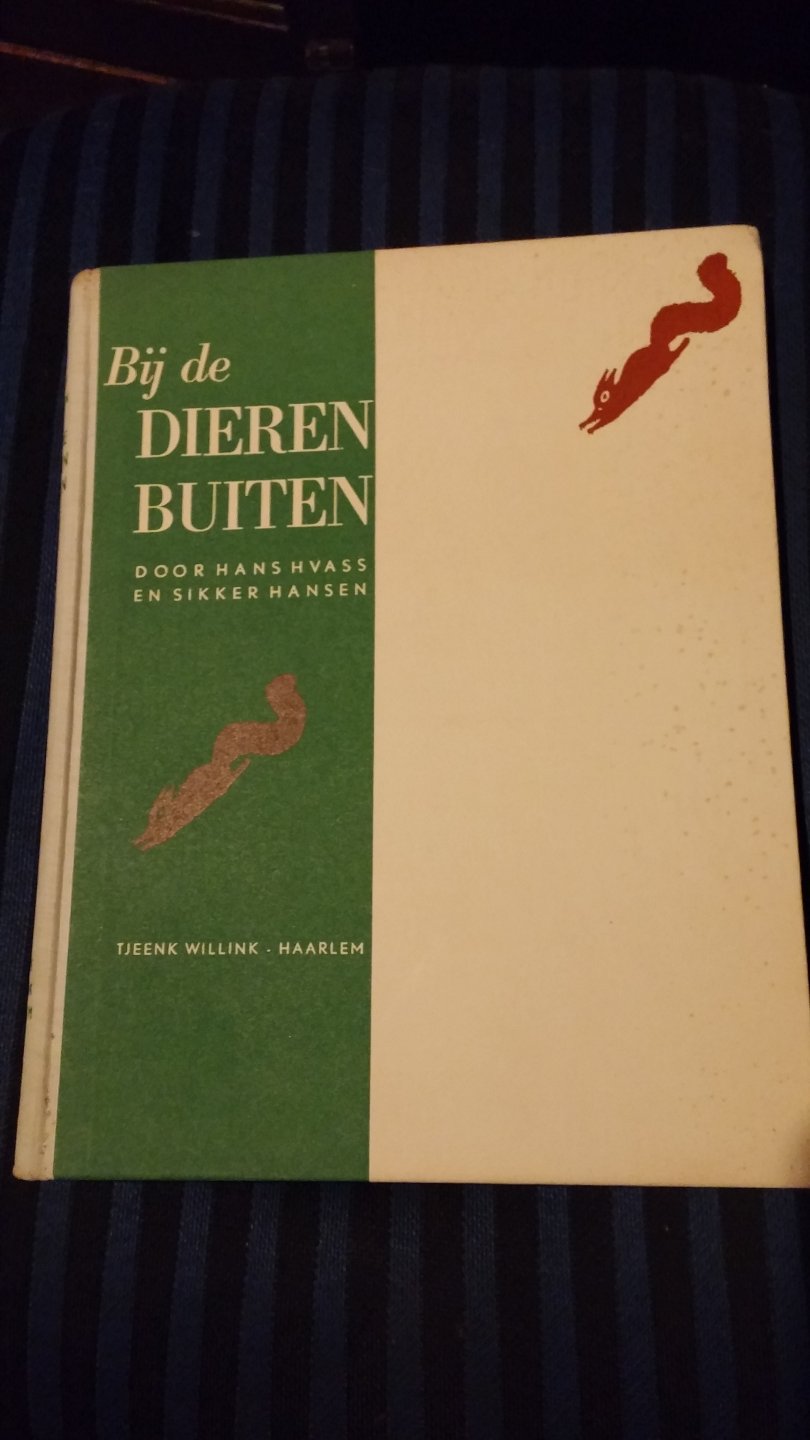 Bij de
DIEREN
BUITEN
DOOR HANS HVASS
EN SIKKER HANSEN
TJEENK WILLINK - HAARLEM